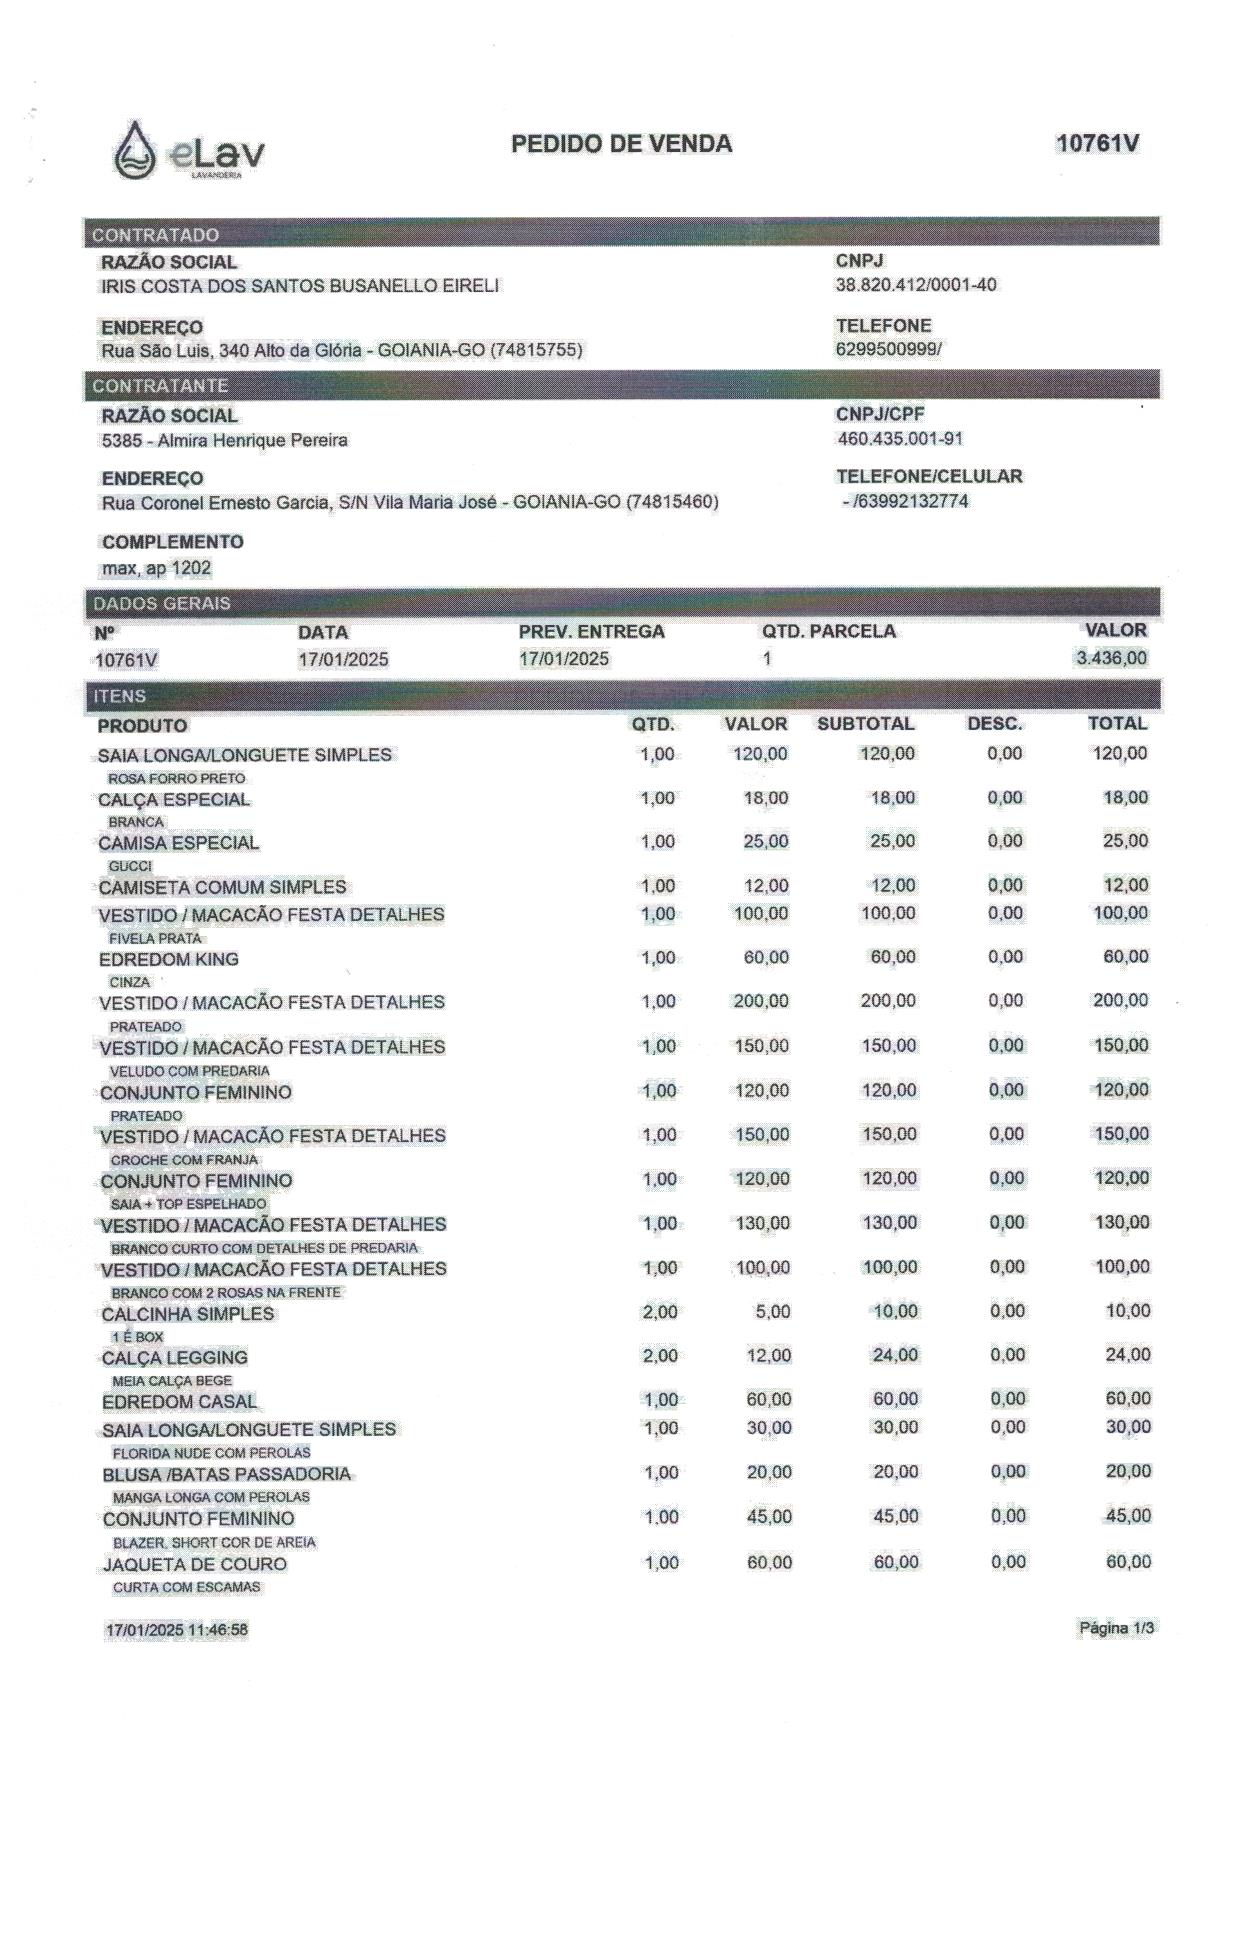 eLav
LAVANDERIA
PEDIDO DE VENDA 10761V
CONTRATADO
RAZÃO SOCIAL CNPJ
IRIS COSTA DOS SANTOS BUSANELLO EIRELI 38.820.412/0001-40
ENDEREÇO TELEFONE
Rua São Luis, 340 Alto da Glória - GOIANIA-GO (74815755) 6299500999/
CONTRATANTE
RAZÃO SOCIAL CNPJ/CPF
5385 - Almira Henrique Pereira 460.435.001-91
ENDEREÇO TELEFONE/CELULAR
Rua Coronel Ernesto Garcia, S/N Vila Maria José - GOIANIA-GO (74815460) - /63992132774
COMPLEMENTO
max, ap 1202
DADOS GERAIS
Nº DATA PREV. ENTREGA QTD. PARCELA VALOR
10761V 17/01/2025 17/01/2025 1 3.436,00
ITENS
PRODUTO QTD. VALOR SUBTOTAL DESC. TOTAL
SAIA LONGA/LONGUETE SIMPLES 1,00 120,00 120,00 0,00 120,00
ROSA FORRO PRETO
CALÇA ESPECIAL 1,00 18,00 18,00 0,00 18,00
BRANCA
CAMISA ESPECIAL 1,00 25,00 25,00 0,00 25,00
GUCCI
CAMISETA COMUM SIMPLES 1,00 12,00 12,00 0,00 12,00
VESTIDO / MACACÃO FESTA DETALHES 1,00 100,00 100,00 0,00 100,00
FIVELA PRATA
EDREDOM KING 1,00 60,00 60,00 0,00 60,00
CINZA
VESTIDO / MACACÃO FESTA DETALHES 1,00 200,00 200,00 0,00 200,00
PRATEADO
VESTIDO / MACACÃO FESTA DETALHES 1,00 150,00 150,00 0,00 150,00
VELUDO COM PREDARIA
CONJUNTO FEMININO 1,00 120,00 120,00 0,00 120,00
PRATEADO
VESTIDO / MACACÃO FESTA DETALHES 1,00 150,00 150,00 0,00 150,00
CROCHE COM FRANJA
CONJUNTO FEMININO 1,00 120,00 120,00 0,00 120,00
SAIA + TOP ESPELHADO
VESTIDO / MACACÃO FESTA DETALHES 1,00 130,00 130,00 0,00 130,00
BRANCO CURTO COM DETALHES DE PREDARIA
VESTIDO / MACACÃO FESTA DETALHES 1,00 100,00 100,00 0,00 100,00
BRANCO COM 2 ROSAS NA FRENTE
CALCINHA SIMPLES 2,00 5,00 10,00 0,00 10,00
1 É BOX
CALÇA LEGGING 2,00 12,00 24,00 0,00 24,00
MEIA CALÇA BEGE
EDREDOM CASAL 1,00 60,00 60,00 0,00 60,00
SAIA LONGA/LONGUETE SIMPLES 1,00 30,00 30,00 0,00 30,00
FLORIDA NUDE COM PEROLAS
BLUSA /BATAS PASSADORIA 1,00 20,00 20,00 0,00 20,00
MANGA LONGA COM PEROLAS
CONJUNTO FEMININO 1,00 45,00 45,00 0,00 45,00
BLAZER, SHORT COR DE AREIA
JAQUETA DE COURO 1,00 60,00 60,00 0,00 60,00
CURTA COM ESCAMAS
17/01/2025 11:46:58 Página 1/3